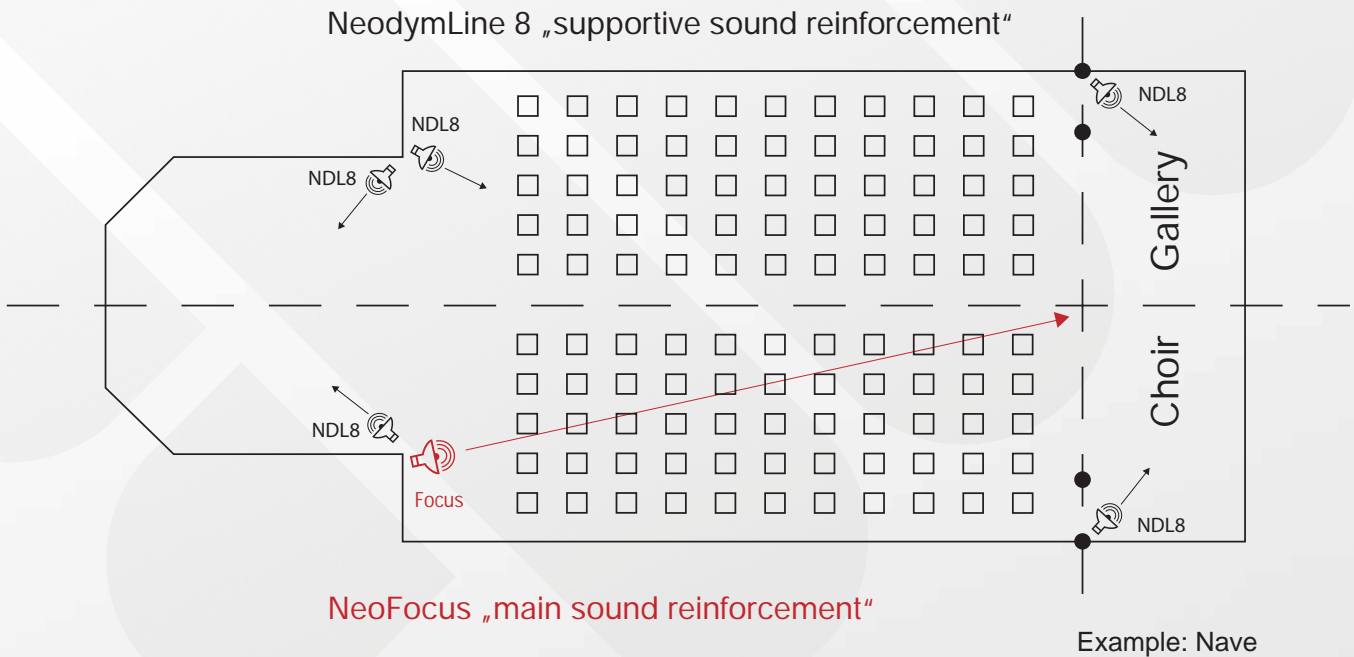 NeodymLine 8 „supportive sound reinforcement“
NDL8
NDL8
NDL8
Gallery
Choir
NDL8
Focus
NDL8
NeoFocus „main sound reinforcement“
Example: Nave